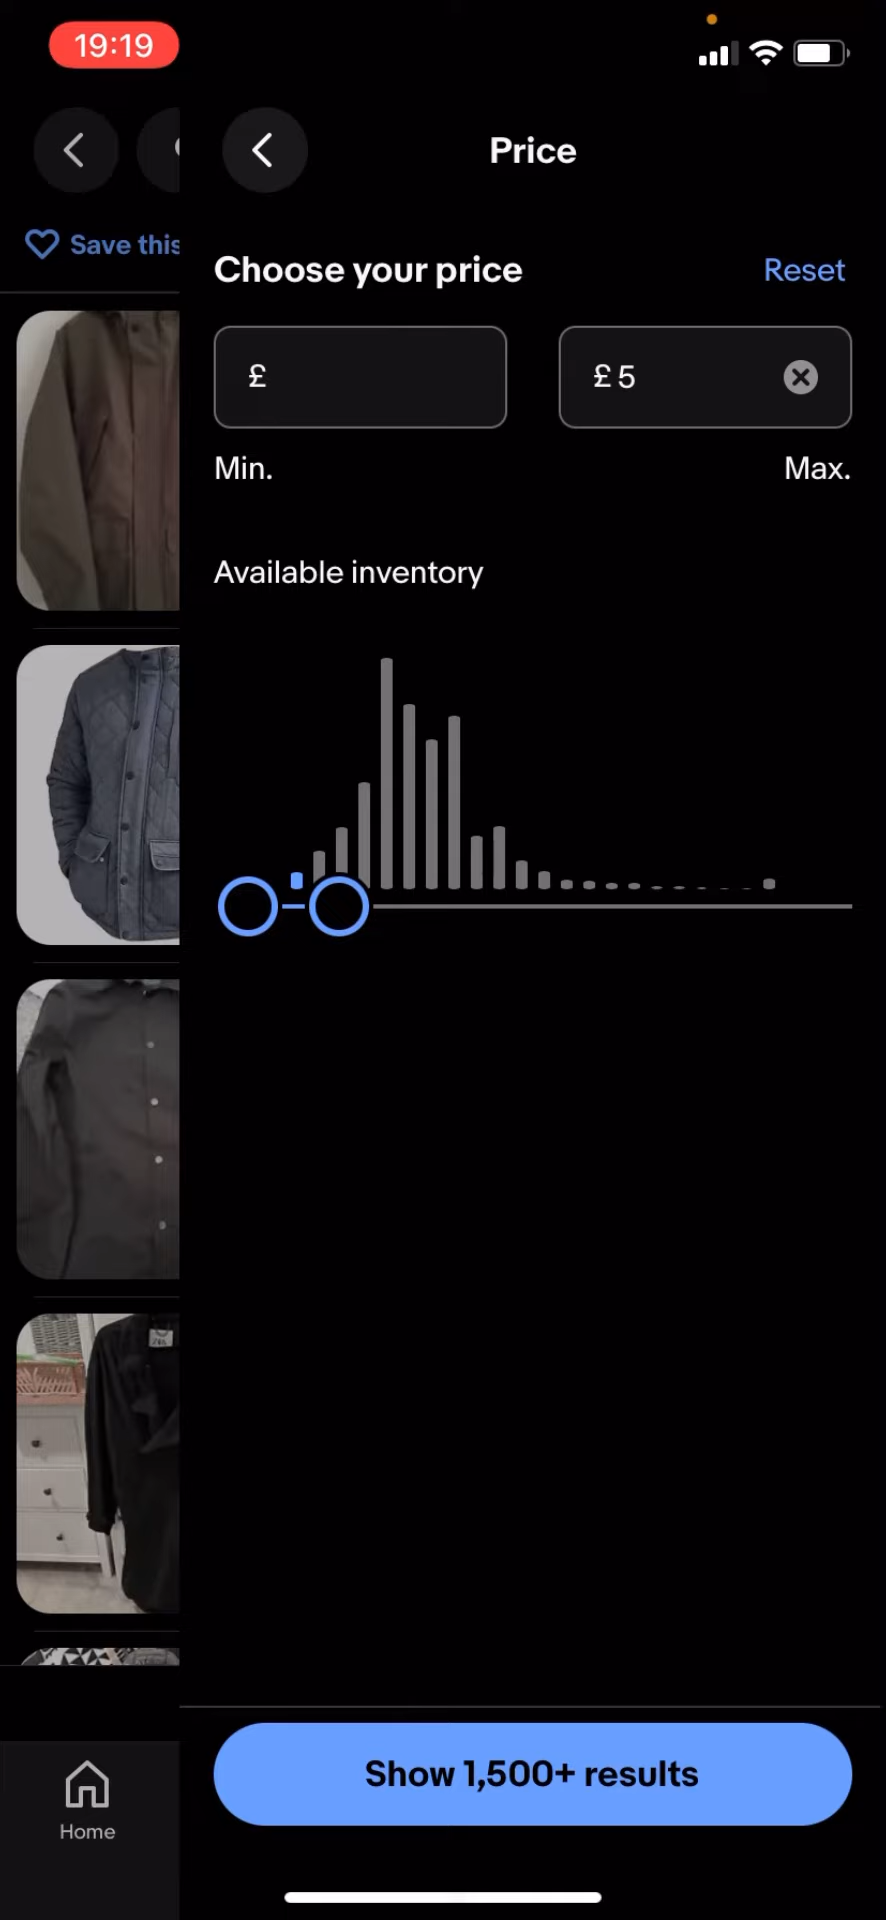 19:19
Price
Save this
Choose your price
Reset
£
£ 5
Min.
Max.
Available inventory
Show 1,500+ results
Home